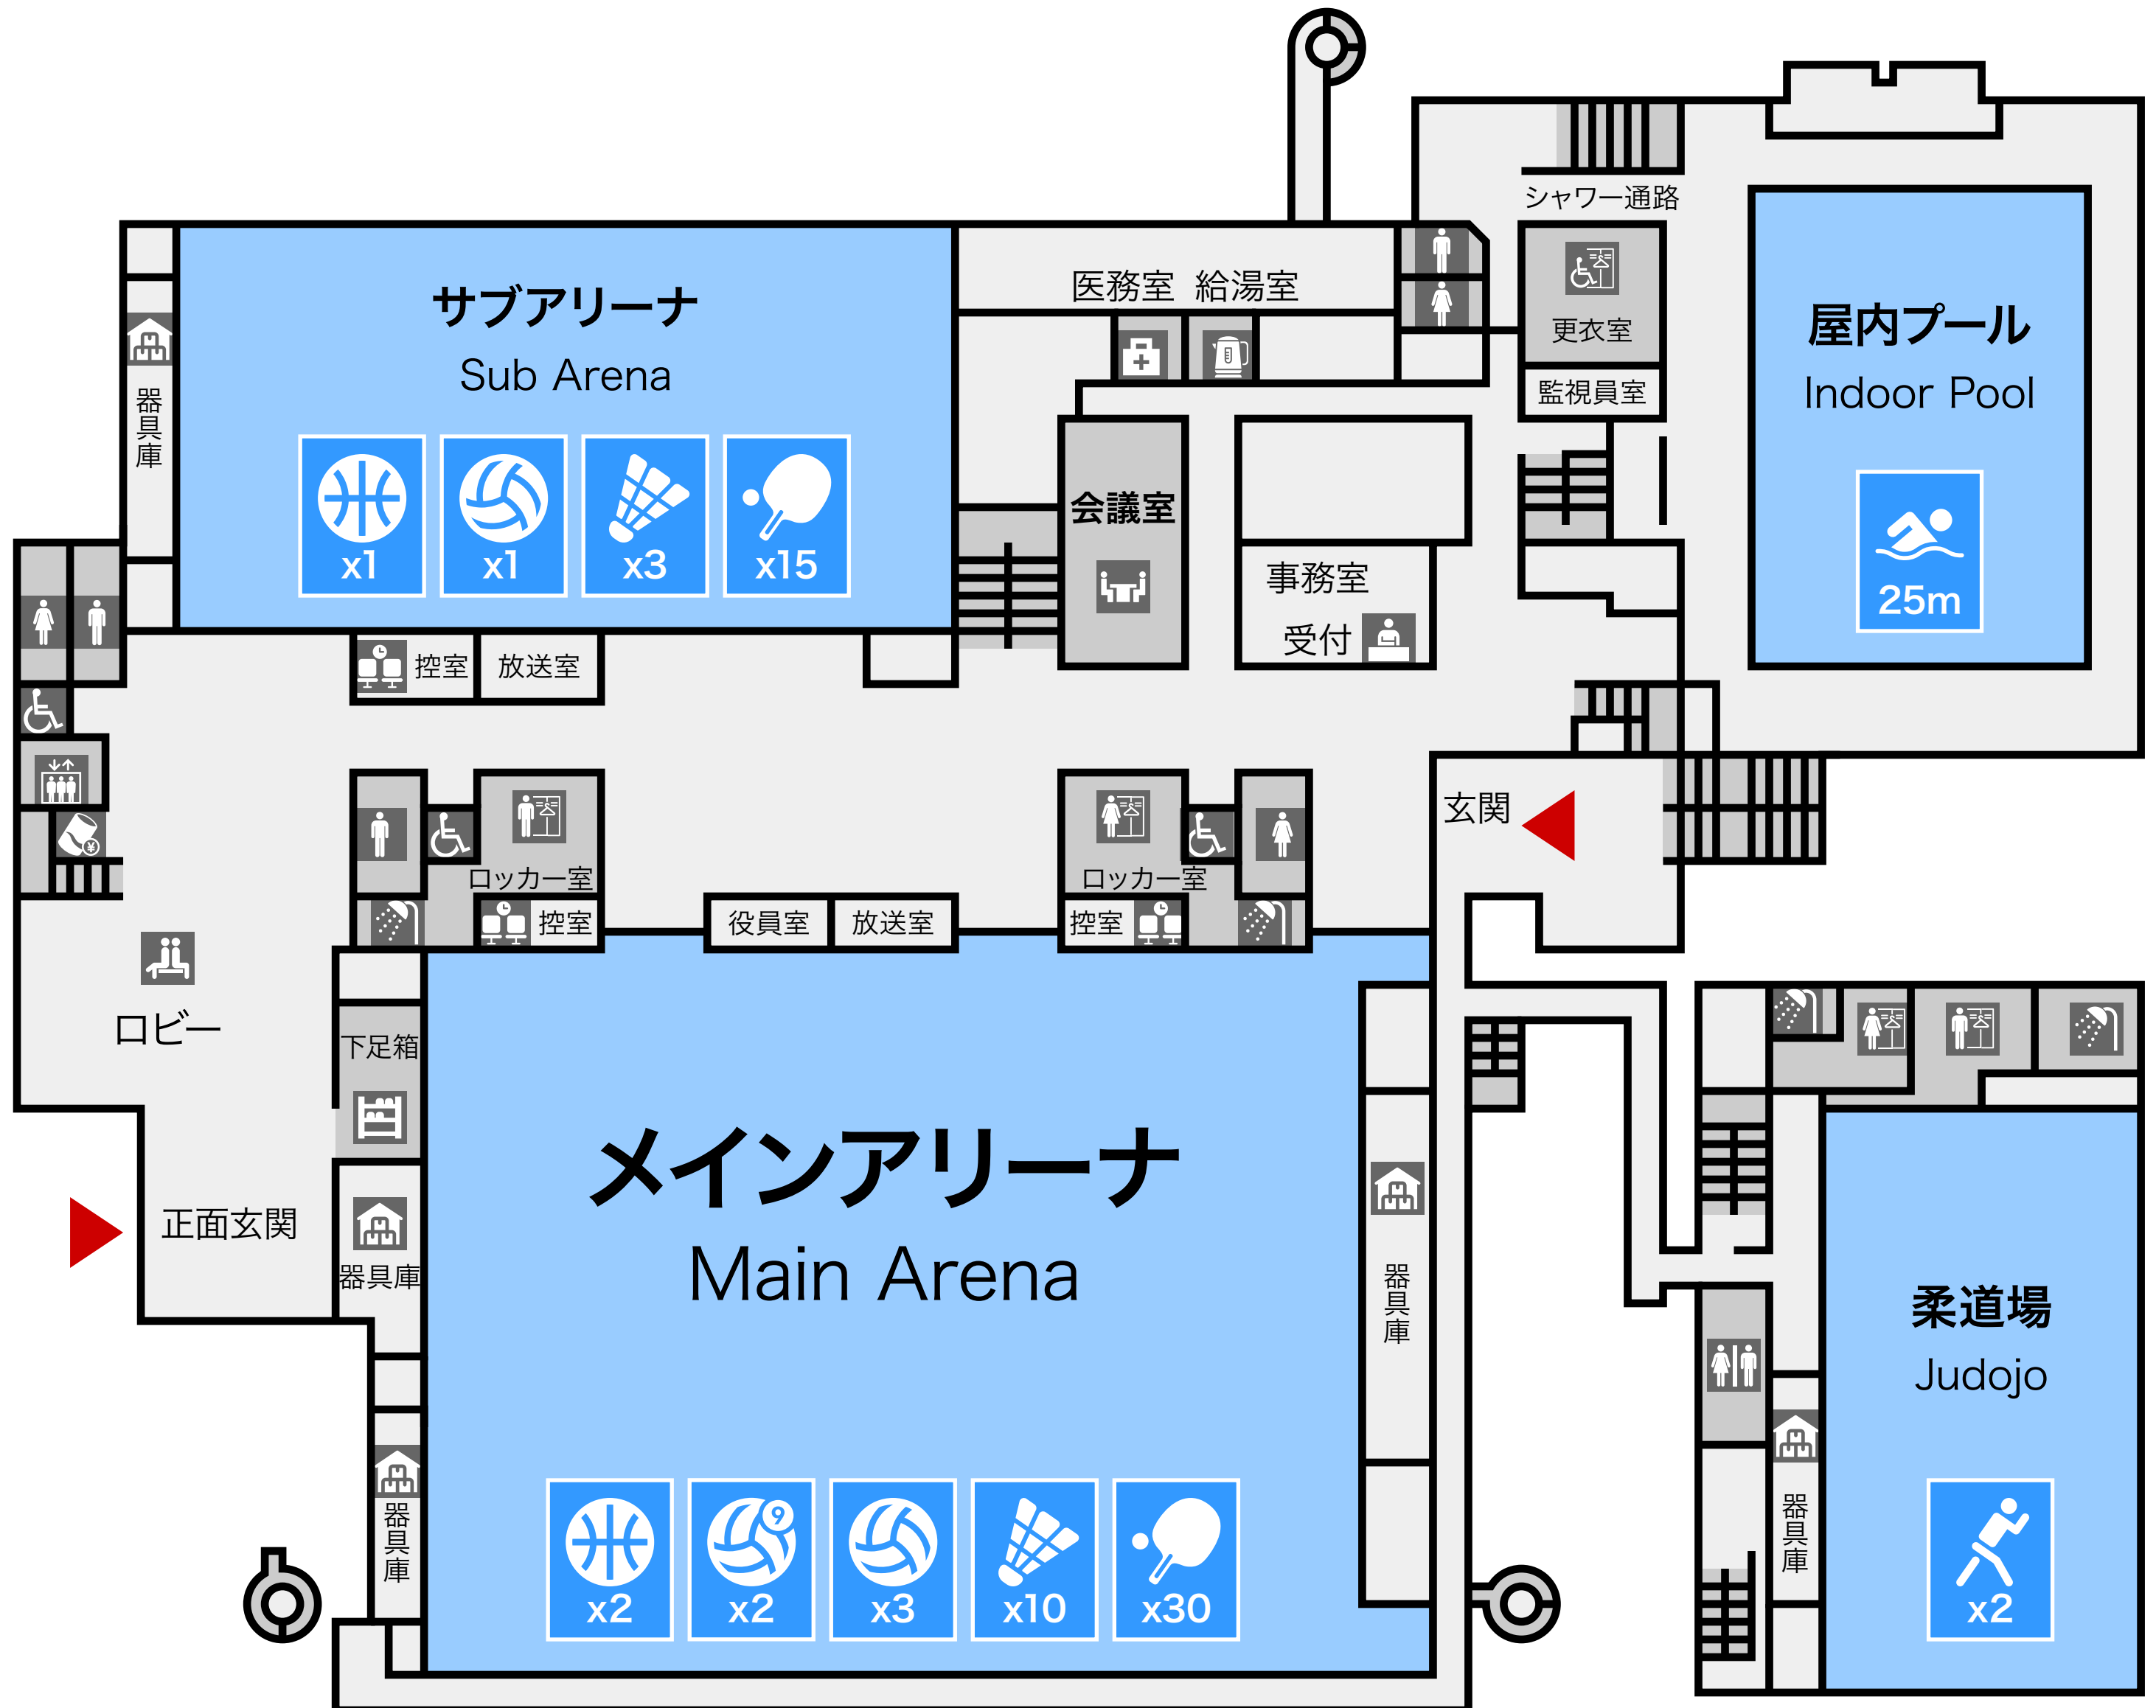 シャワー通路
医務室 給湯室
サブアリーナ
Sub Arena
器具庫
x1
x1
x3
x15
更衣室
監視員室
屋内プール
Indoor Pool
25m
会議室
事務室
受付
控室
放送室
玄関
¥
ロッカー室
控室
役員室
放送室
ロッカー室
控室
ロビー
下足箱
正面玄関
器具庫
メインアリーナ
Main Arena
器具庫
器具庫
x2
9
x2
x3
x10
x30
柔道場
Judojo
器具庫
x2